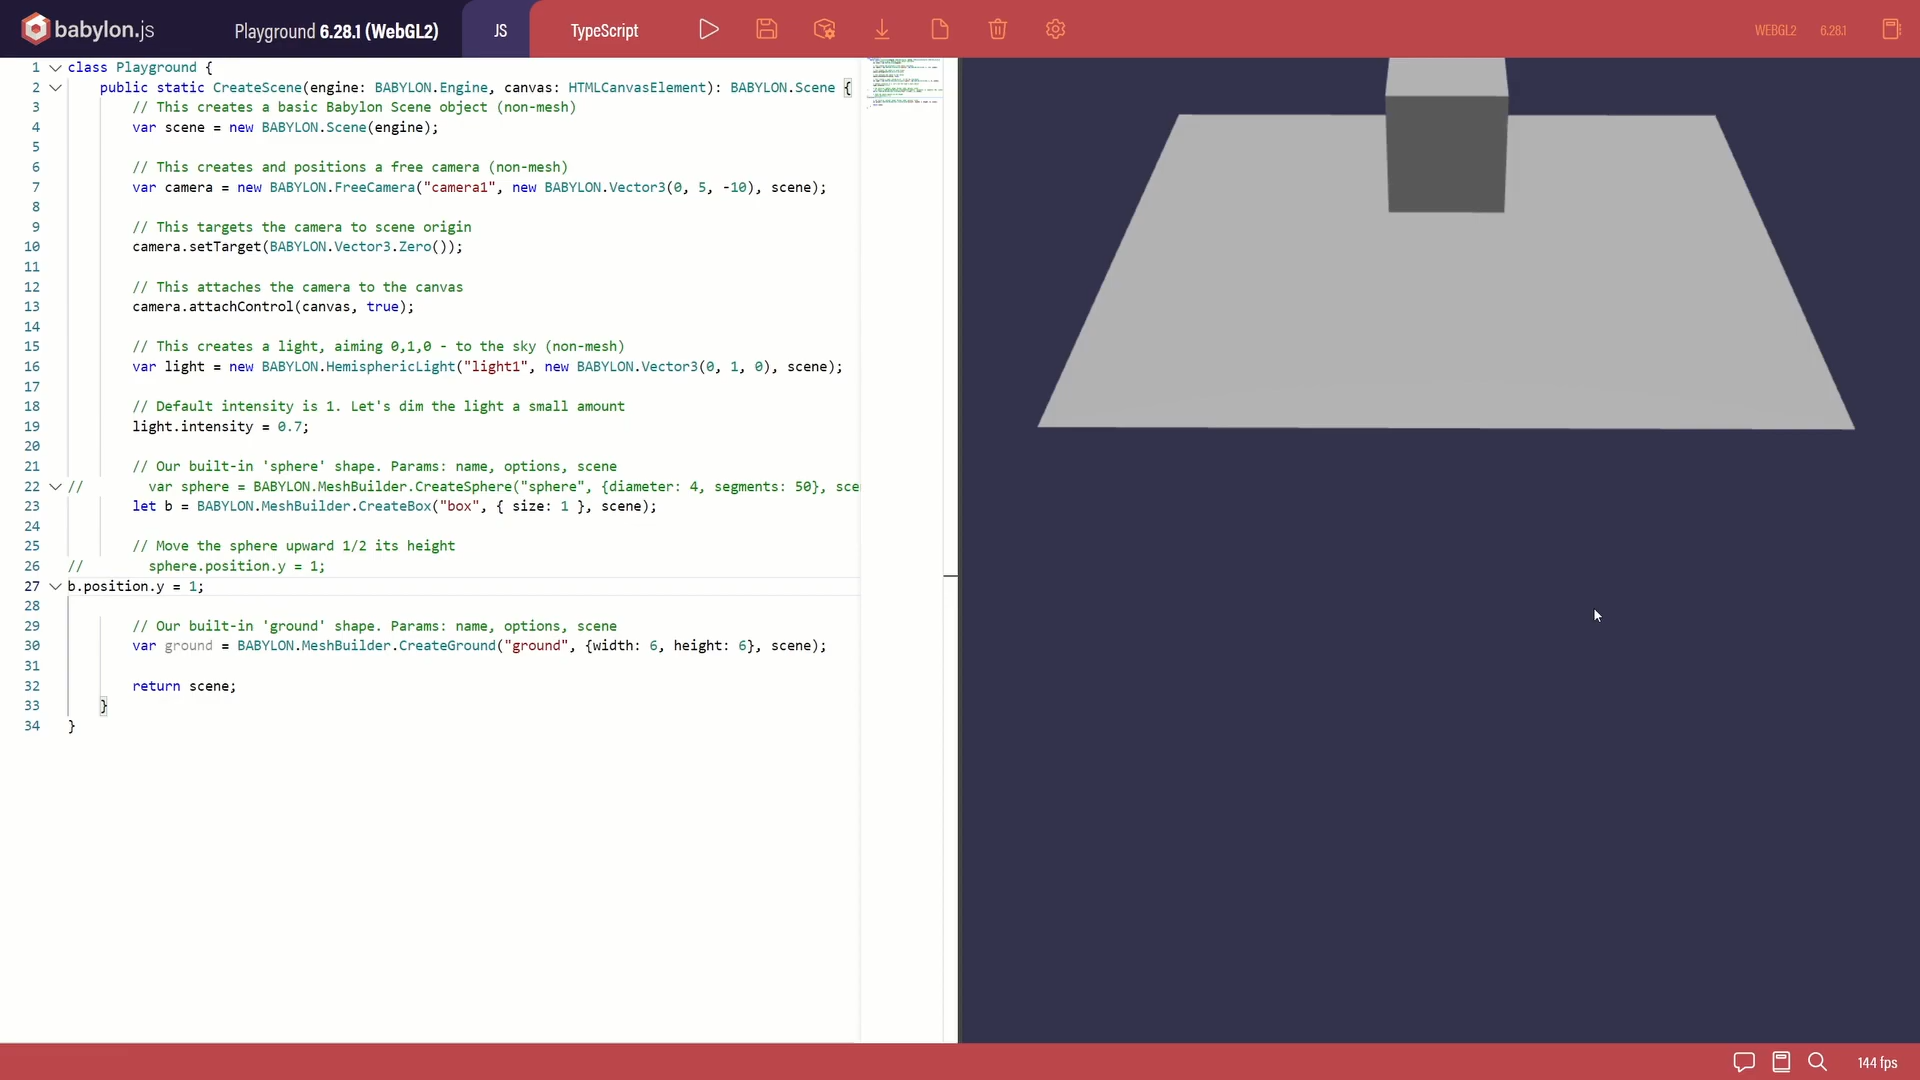 babylon.js Playground 6.28.1 (WebGL2) JS TypeScript WEBGL2 6.28.1
1 class Playground {
2 public static CreateScene(engine: BABYLON.Engine, canvas: HTMLCanvasElement): BABYLON.Scene {
3 // This creates a basic Babylon Scene object (non-mesh)
4 var scene = new BABYLON.Scene(engine);
5
6 // This creates and positions a free camera (non-mesh)
7 var camera = new BABYLON.FreeCamera("camera1", new BABYLON.Vector3(0, 5, -10), scene);
8
9 // This targets the camera to scene origin
10 camera.setTarget(BABYLON.Vector3.Zero());
11
12 // This attaches the camera to the canvas
13 camera.attachControl(canvas, true);
14
15 // This creates a light, aiming 0,1,0 - to the sky (non-mesh)
16 var light = new BABYLON.HemisphericLight("light1", new BABYLON.Vector3(0, 1, 0), scene);
17
18 // Default intensity is 1. Let's dim the light a small amount
19 light.intensity = 0.7;
20
21 // Our built-in 'sphere' shape. Params: name, options, scene
22 // var sphere = BABYLON.MeshBuilder.CreateSphere("sphere", {diameter: 4, segments: 50}, sce
23 let b = BABYLON.MeshBuilder.CreateBox("box", { size: 1 }, scene);
24
25 // Move the sphere upward 1/2 its height
26 // sphere.position.y = 1;
27 b.position.y = 1;
28
29 // Our built-in 'ground' shape. Params: name, options, scene
30 var ground = BABYLON.MeshBuilder.CreateGround("ground", {width: 6, height: 6}, scene);
31
32 return scene;
33 }
34 }
144 fps